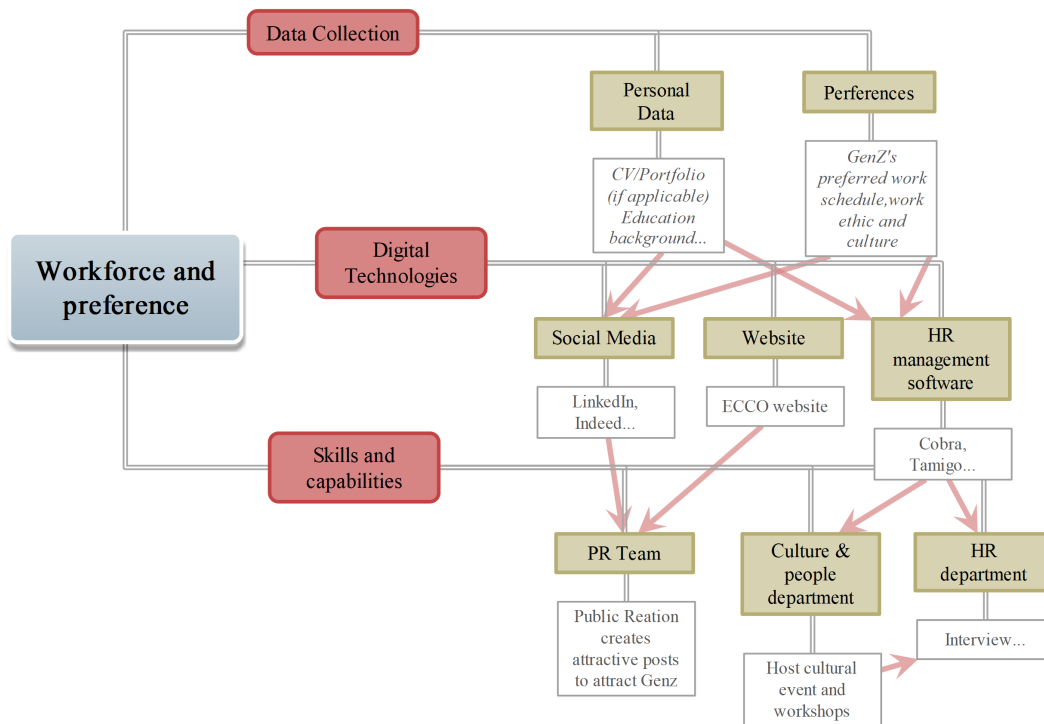 Data Collection
Personal
Data
Perferences
CV/Portfolio
(if applicable)
Education
background...
GenZ's
preferred work
schedule,work
ethic and
culture
Workforce and
preference
Digital
Technologies
Social Media
Website
HR
management
software
LinkedIn,
Indeed...
ECCO website
Cobra,
Tamigo...
Skills and
capabilities
PR Team
Culture &
people
department
HR
department
Public Reation
creates
attractive posts
to attract Genz
Host cultural
event and
workshops
Interview...